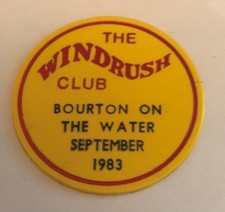 THE
WINDRUSH
CLUB
BOURTON ON
THE WATER
SEPTEMBER
1983